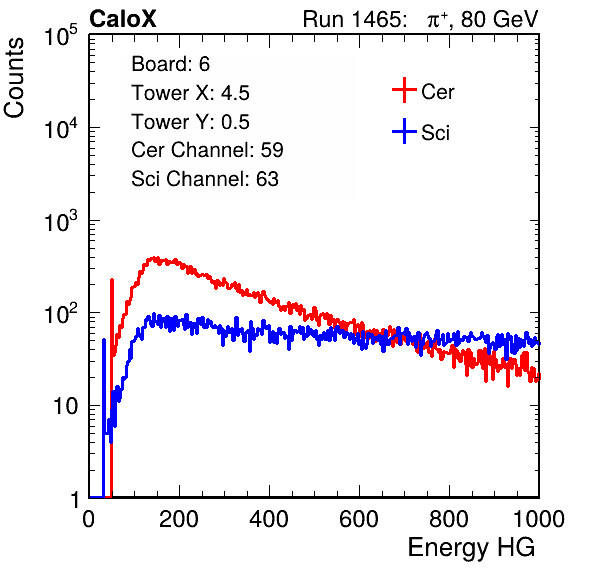 CaloX Run 1465: π⁺, 80 GeV
Counts
10⁵
10⁴
10³
10²
10
1
Board: 6
Tower X: 4.5
Tower Y: 0.5
Cer Channel: 59
Sci Channel: 63
Cer
Sci
0 200 400 600 800 1000
Energy HG